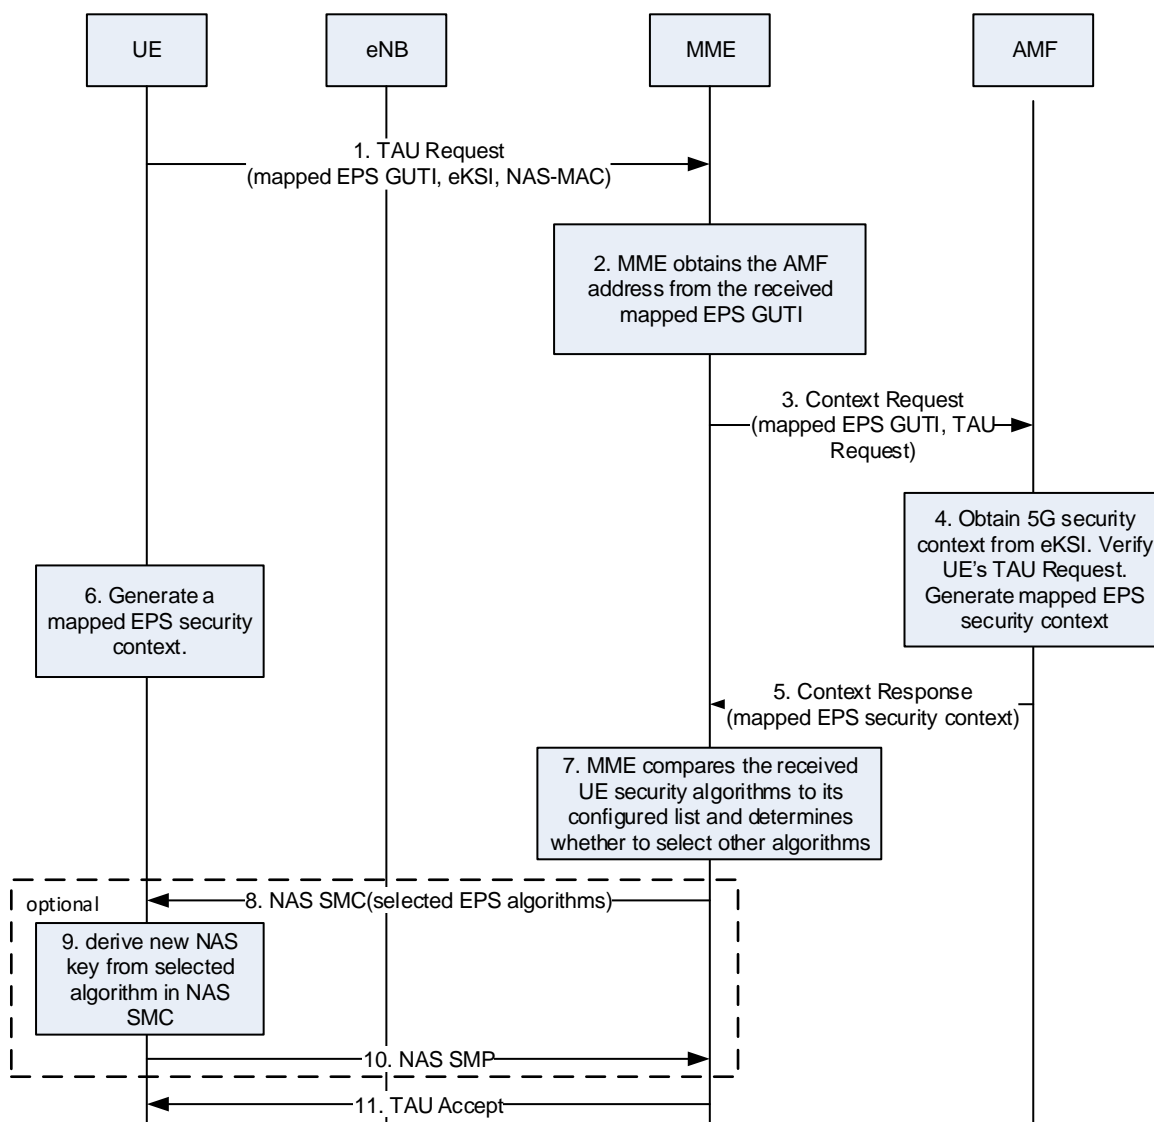 UE
eNB
MME
AMF
1. TAU Request
(mapped EPS GUTI, eKSI, NAS-MAC)
2. MME obtains the AMF
address from the received
mapped EPS GUTI
3. Context Request
(mapped EPS GUTI, TAU
Request)
4. Obtain 5G security
context from eKSI. Verify
UE's TAU Request.
Generate mapped EPS
security context
6. Generate a
mapped EPS security
context.
5. Context Response
(mapped EPS security context)
7. MME compares the received
UE security algorithms to its
configured list and determines
whether to select other algorithms
optional
8. NAS SMC(selected EPS algorithms)
9. derive new NAS
key from selected
algorithm in NAS
SMC
10. NAS SMP
11. TAU Accept